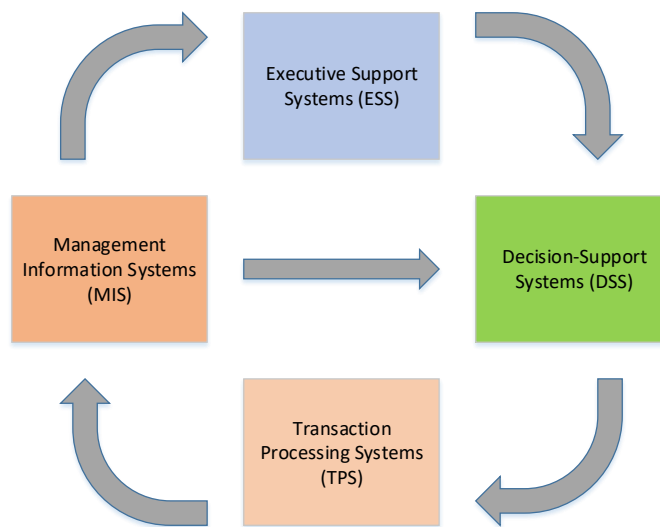 Executive Support
Systems (ESS)
Management
Information Systems
(MIS)
Decision-Support
Systems (DSS)
Transaction
Processing Systems
(TPS)